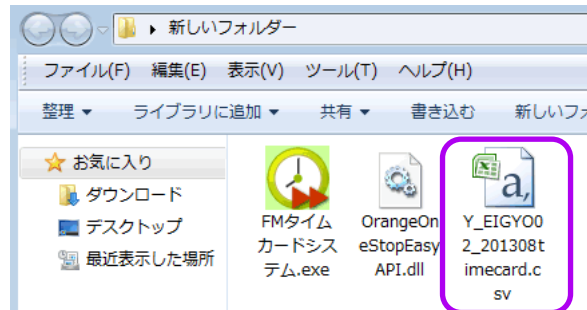 新しいフォルダー
ファイル(F) 編集(E) 表示(V) ツール(T) ヘルプ(H)
整理 ライブラリに追加 共有 書き込む 新しいフォ
お気に入り
ダウンロード
デスクトップ
最近表示した場所
FMタイム
カードシス
テム.exe
OrangeOn
eStopEasy
API.dll
a,
Y_EIGYO0
02_201308t
imecard.c
sv